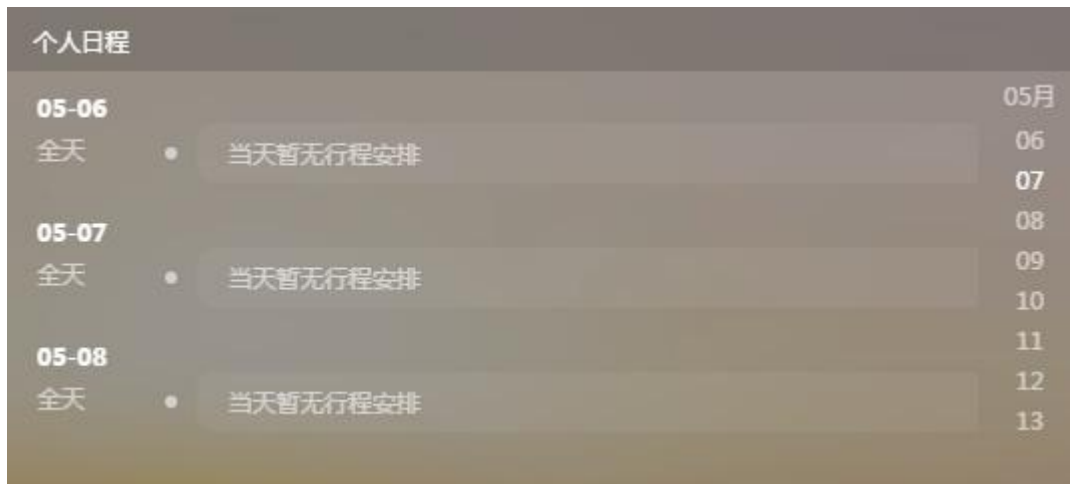 个人日程
05-06
全天
当天暂无行程安排
05-07
全天
当天暂无行程安排
05-08
全天
当天暂无行程安排
05月
06
07
08
09
10
11
12
13